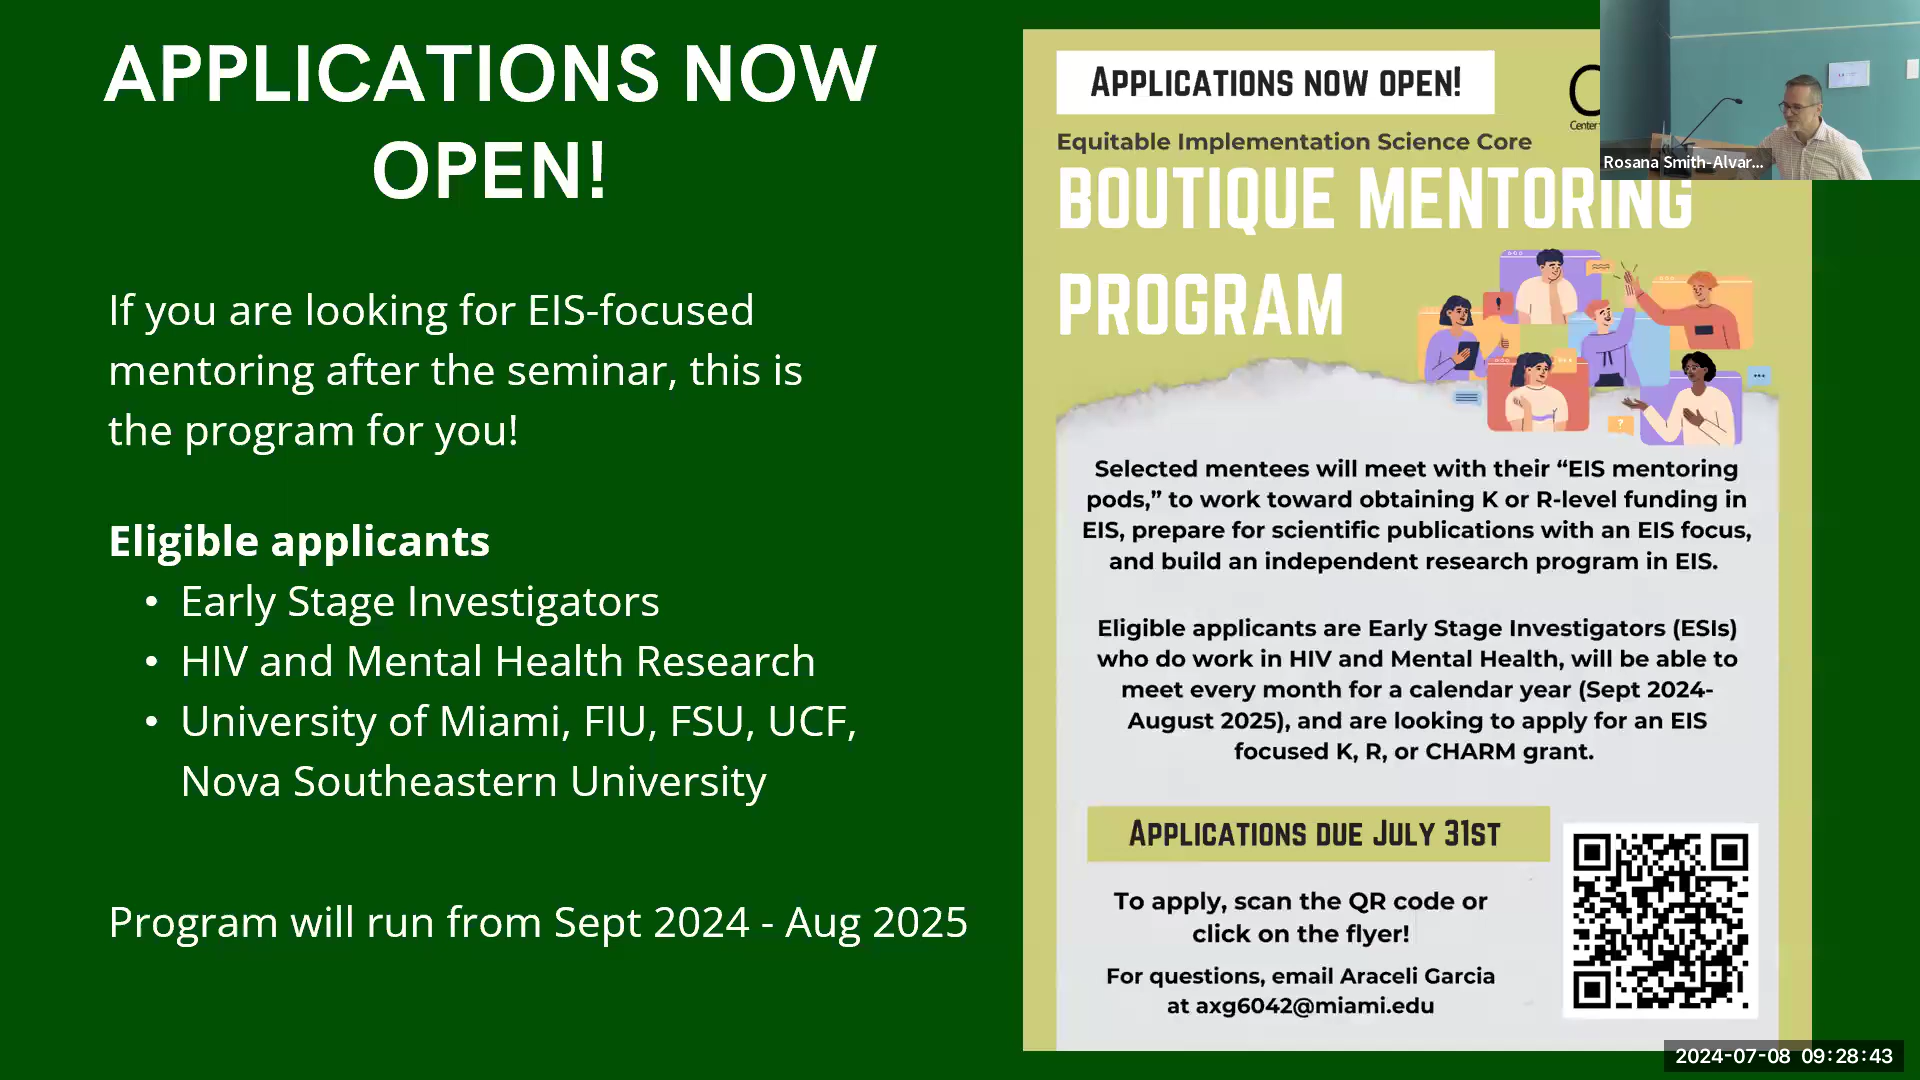 APPLICATIONS NOW
OPEN!
If you are looking for EIS-focused
mentoring after the seminar, this is
the program for you!
Eligible applicants
• Early Stage Investigators
• HIV and Mental Health Research
• University of Miami, FIU, FSU, UCF,
Nova Southeastern University
Program will run from Sept 2024 - Aug 2025
APPLICATIONS NOW OPEN!
Center
Equitable Implementation Science Core
BOUTIQUE MENTORING
PROGRAM
Selected mentees will meet with their “EIS mentoring
pods,” to work toward obtaining K or R-level funding in
EIS, prepare for scientific publications with an EIS focus,
and build an independent research program in EIS.
Eligible applicants are Early Stage Investigators (ESIs)
who do work in HIV and Mental Health, will be able to
meet every month for a calendar year (Sept 2024-
August 2025), and are looking to apply for an EIS
focused K, R, or CHARM grant.
APPLICATIONS DUE JULY 31ST
To apply, scan the QR code or
click on the flyer!
For questions, email Araceli Garcia
at axg6042@miami.edu
Rosana Smith-Alvar...
2024-07-08 09:28:43